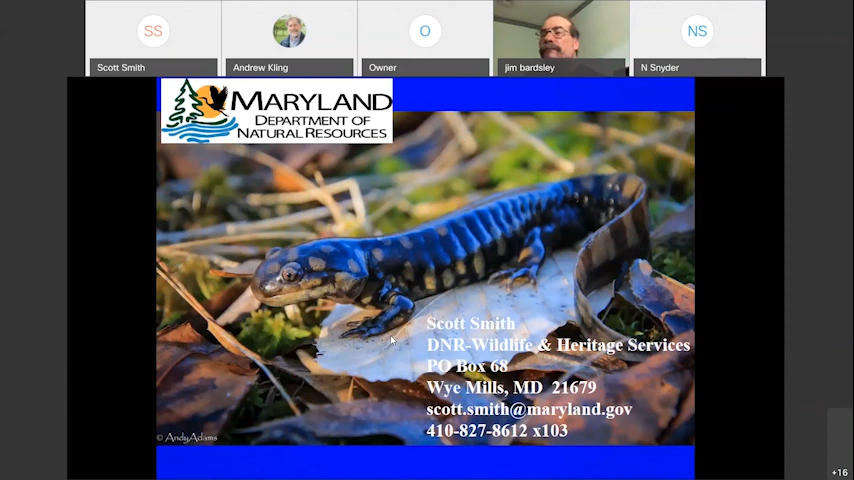 SS
O
NS
Scott Smith
Andrew Kling
Owner
jim bardsley
N Snyder
MARYLAND
DEPARTMENT OF
NATURAL RESOURCES
Scott Smith
DNR-Wildlife & Heritage Services
PO Box 68
Wye Mills, MD 21679
scott.smith@maryland.gov
410-827-8612 x103
© AndyAdams
+16